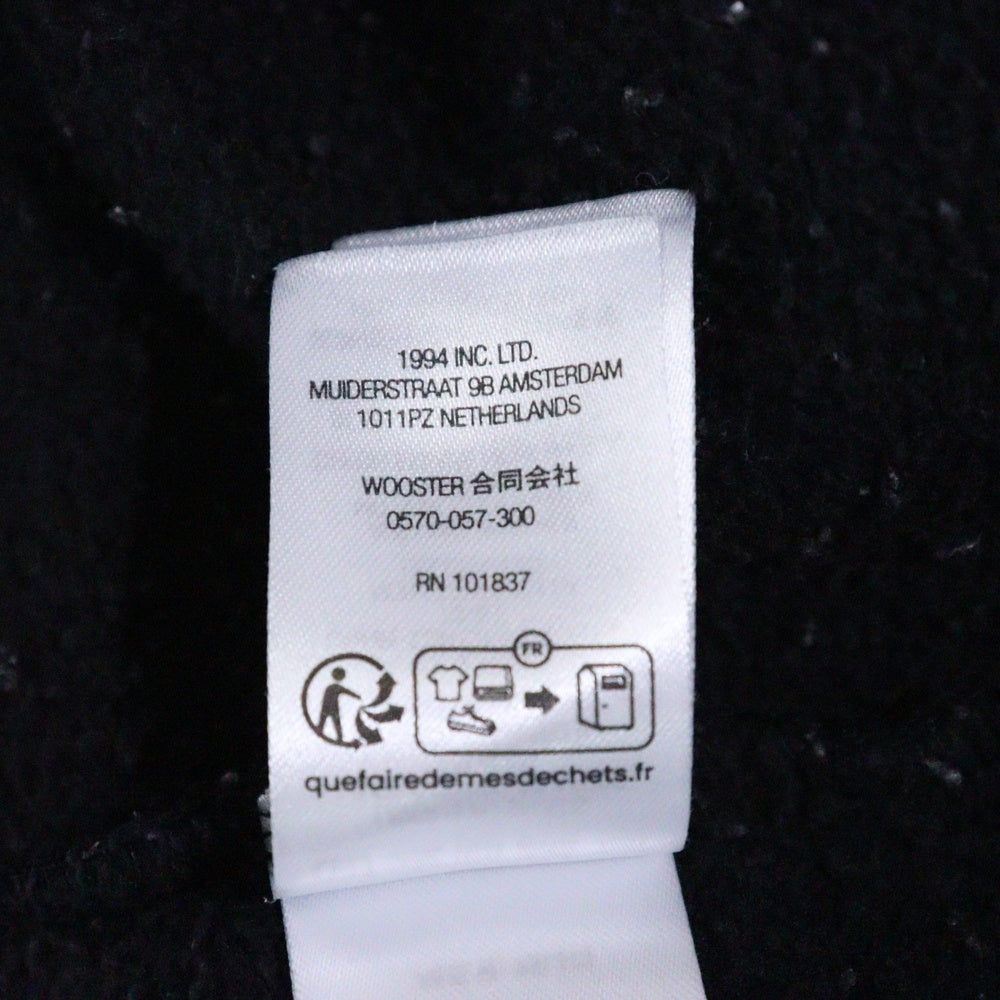 1994 INC. LTD.
MUIDERSTRAAT 9B AMSTERDAM
1011PZ NETHERLANDS
WOOSTER 合同会社
0570-057-300
RN 101837
FR
quefairedemesdechets.fr